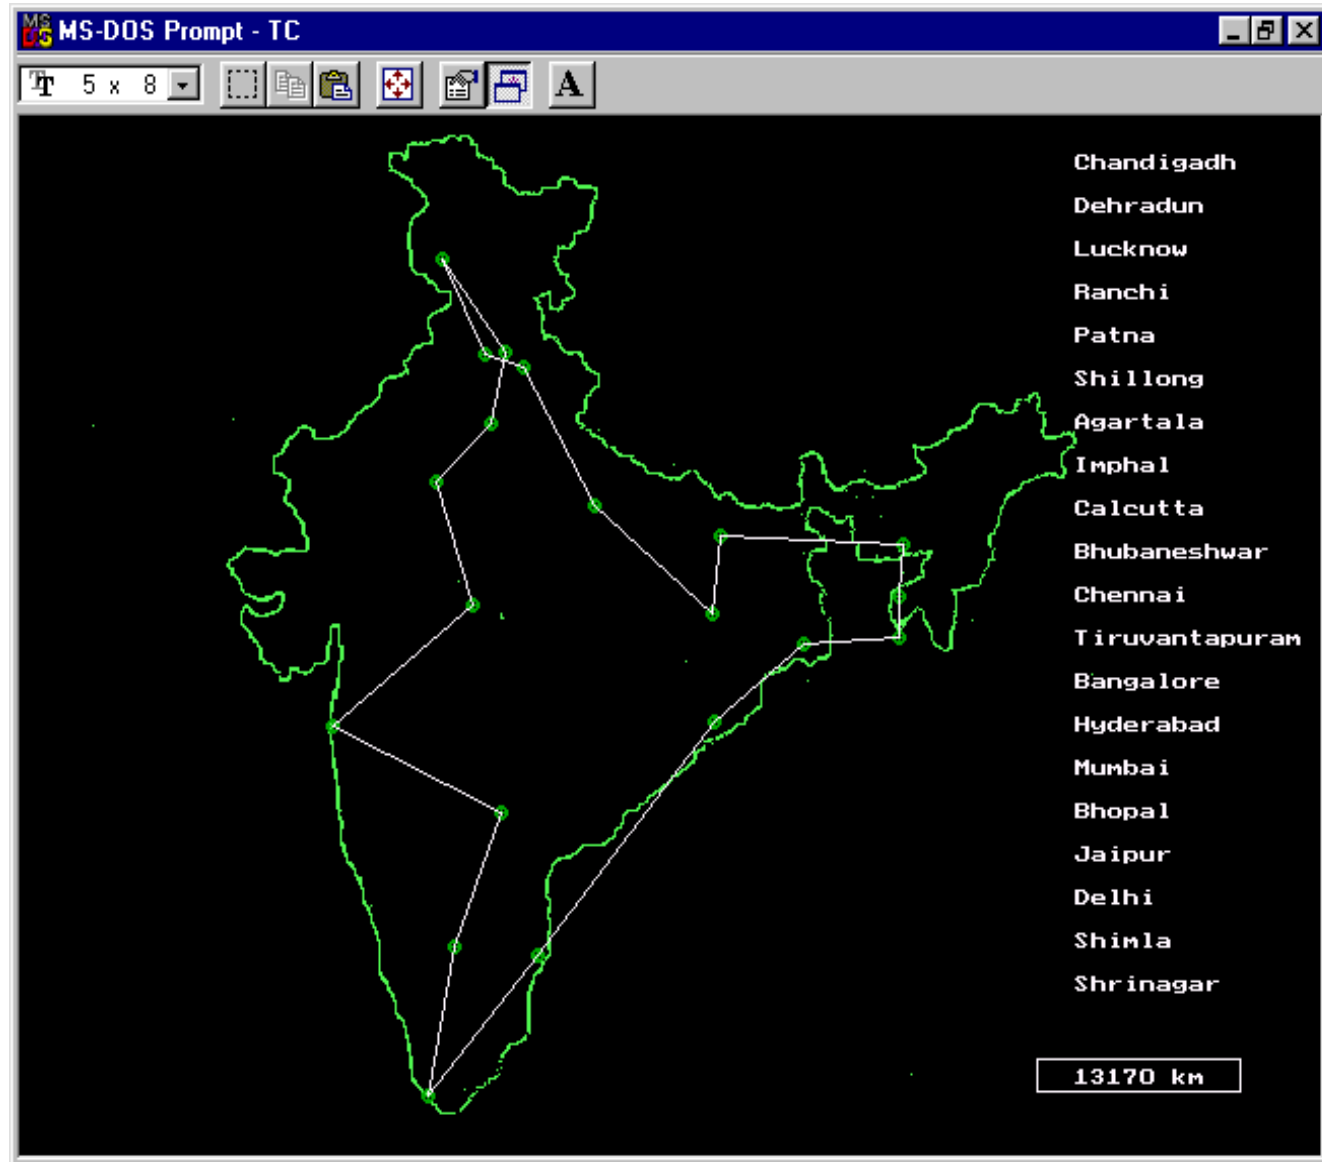 MS-DOS Prompt - TC
5 x 8
A
Chandigadh
Dehradun
Lucknow
Ranchi
Patna
Shillong
Agartala
Imphal
Calcutta
Bhubaneshwar
Chennai
Tiruvantapuram
Bangalore
Hyderabad
Mumbai
Bhopal
Jaipur
Delhi
Shimla
Shrinagar
13170 km